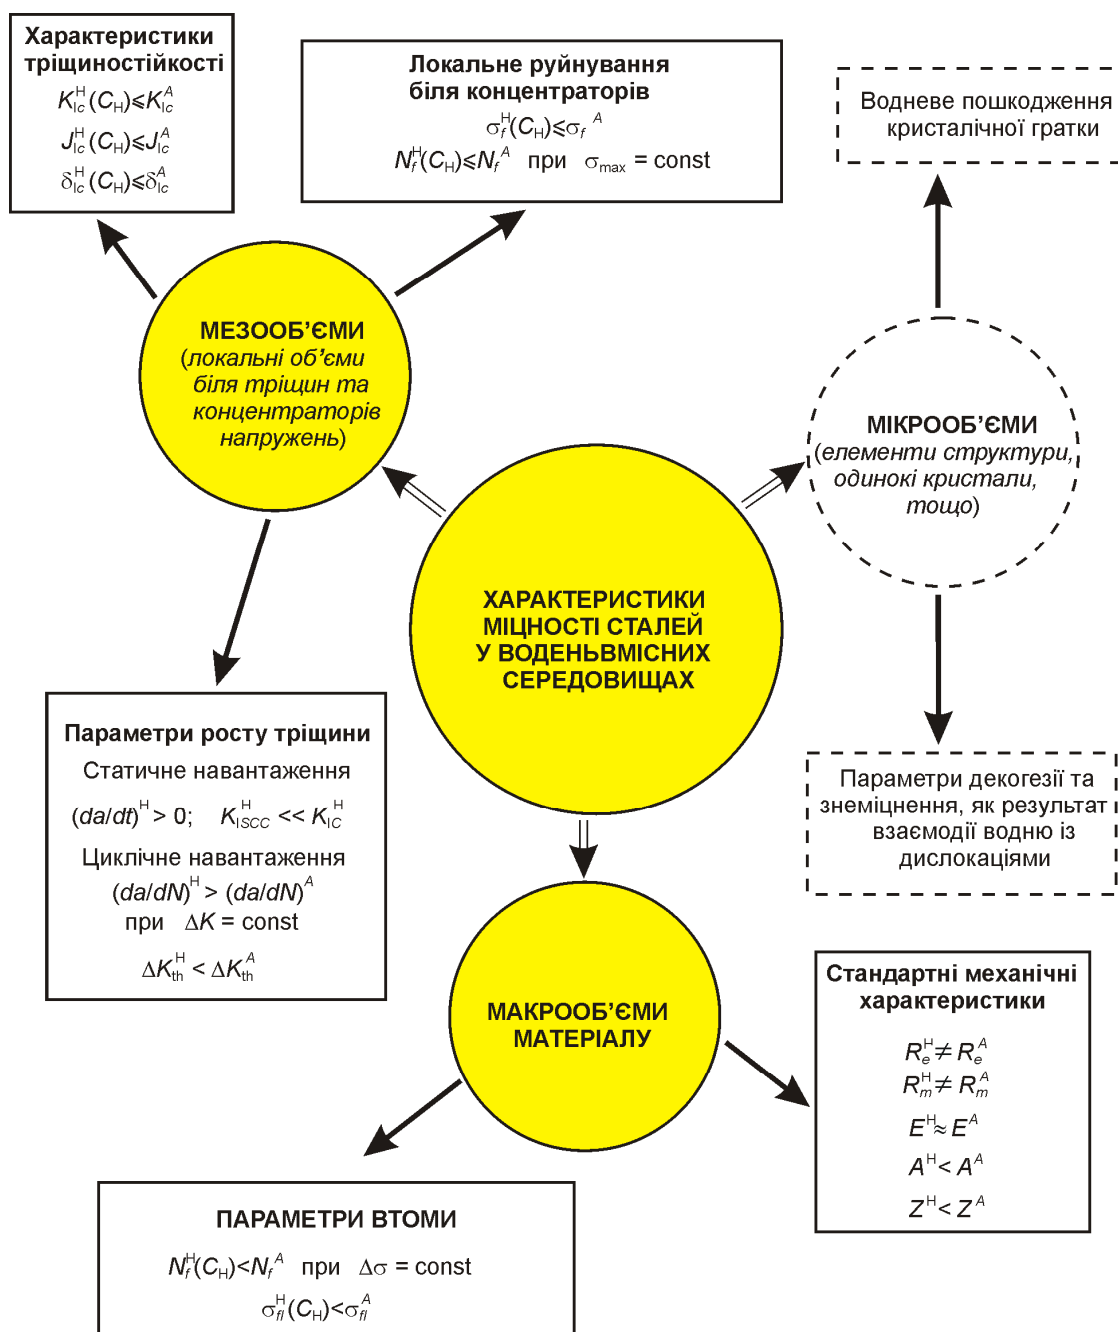 Характеристики
тріщиностійкості
K_Ic^H(C_H)⩽K_Ic^A
J_Ic^H(C_H)⩽J_Ic^A
δ_Ic^H(C_H)⩽δ_Ic^A
Локальне руйнування
біля концентраторів
σ_f^H(C_H)⩽σ_f^A
N_f^H(C_H)⩽N_f^A при σ_max = const
Водневе пошкодження
кристалічної гратки
МЕЗООБ’ЄМИ
(локальні об’єми
біля тріщин та
концентраторів
напружень)
МІКРООБ’ЄМИ
(елементи структури,
одинокі кристали,
тощо)
ХАРАКТЕРИСТИКИ
МІЦНОСТІ СТАЛЕЙ
У ВОДЕНЬВМІСНИХ
СЕРЕДОВИЩАХ
Параметри росту тріщини
Статичне навантаження
(da/dt)^H > 0; K_ISCC^H << K_IC^H
Циклічне навантаження
(da/dN)^H > (da/dN)^A
при ΔK = const
ΔK_th^H < ΔK_th^A
Параметри декогезії та
знеміцнення, як результат
взаємодії водню із
дислокаціями
МАКРООБ’ЄМИ
МАТЕРІАЛУ
Стандартні механічні
характеристики
R_e^H ≠ R_e^A
R_m^H ≠ R_m^A
E^H ≈ E^A
A^H < A^A
Z^H < Z^A
ПАРАМЕТРИ ВТОМИ
N_f^H(C_H)<N_f^A при Δσ = const
σ_fl^H(C_H)<σ_fl^A